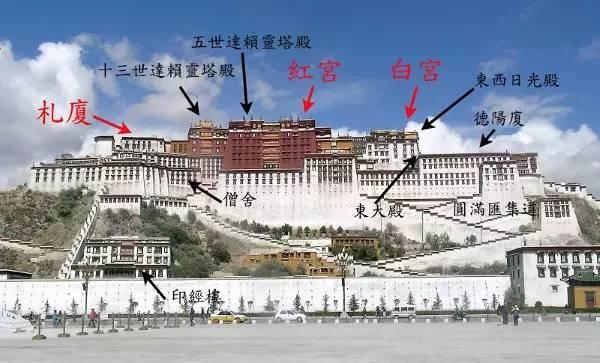 五世達賴靈塔殿
十三世達賴靈塔殿
紅宮
白宮
東西日光殿
札廈
德陽廈
僧舍
東大殿
圓滿匯集道
印經樓